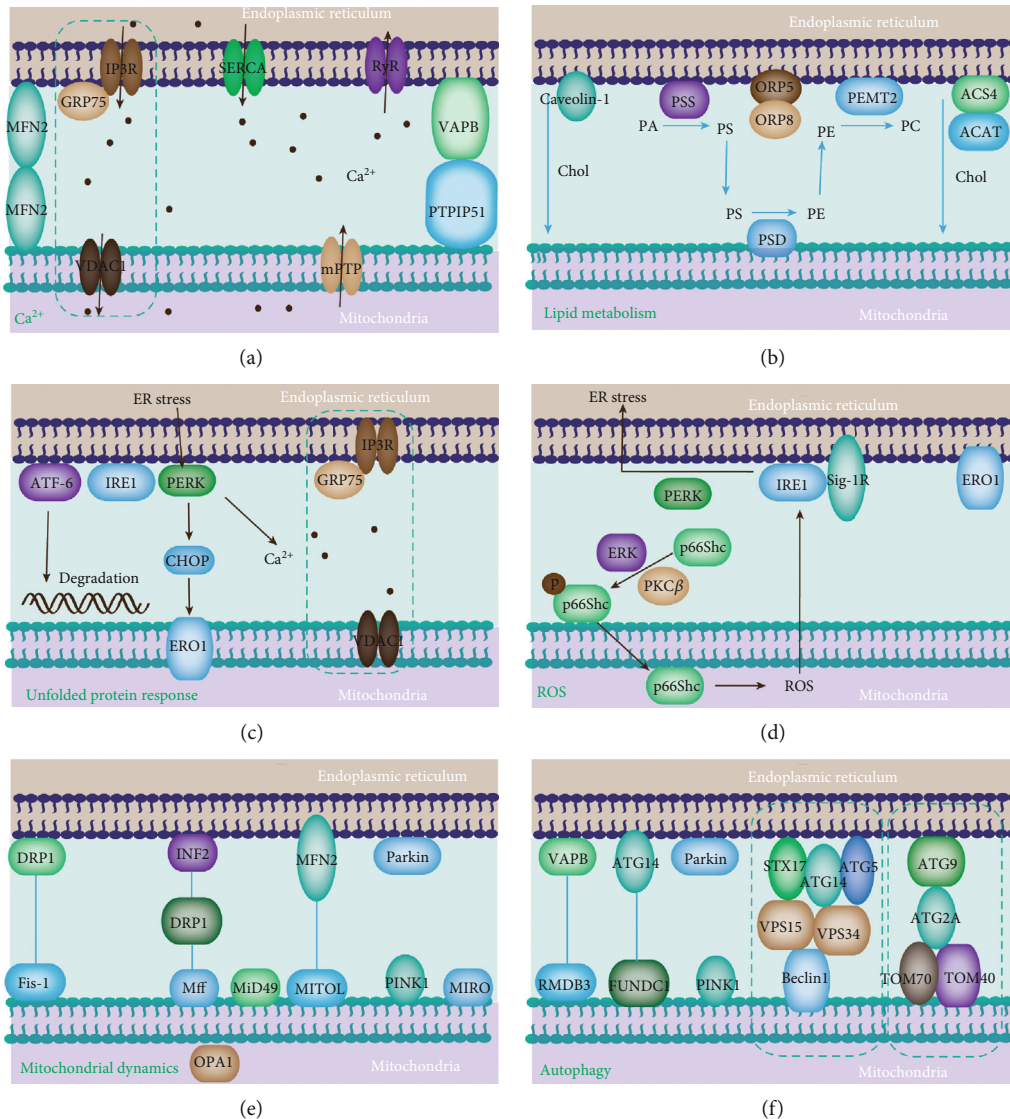 Endoplasmic reticulum
IP3R
SERCA
RyR
GRP75
MFN2
VAPB
Ca²⁺
MFN2
PTPIP51
VDAC1
mPTP
Ca²⁺
Mitochondria
(a)
Endoplasmic reticulum
Caveolin-1
PSS
ORP5
PEMT2
ACS4
ORP8
PA
PS
PE
PC
ACAT
Chol
Chol
PS
PE
PSD
Lipid metabolism
Mitochondria
(b)
ER stress
Endoplasmic reticulum
IP3R
ATF-6
IRE1
PERK
GRP75
CHOP
Ca²⁺
Degradation
ERO1
VDAC1
Unfolded protein response
Mitochondria
(c)
ER stress
Endoplasmic reticulum
PERK
IRE1
Sig-1R
ERO1
ERK
p66Shc
P
PKCβ
p66Shc
p66Shc
ROS
ROS
Mitochondria
(d)
Endoplasmic reticulum
DRP1
INF2
MFN2
Parkin
DRP1
Fis-1
Mff
MiD49
MITOL
PINK1
MIRO
OPA1
Mitochondrial dynamics
Mitochondria
(e)
Endoplasmic reticulum
VAPB
ATG14
Parkin
STX17
ATG14
ATG5
ATG9
VPS15
VPS34
ATG2A
RMDB3
FUNDC1
PINK1
Beclin1
TOM70
TOM40
Autophagy
Mitochondria
(f)